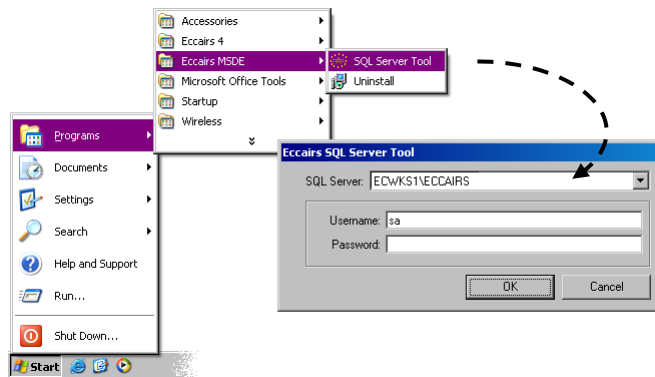 Accessories
Eccairs 4
Eccairs MSDE
Microsoft Office Tools
Startup
Wireless
SQL Server Tool
Uninstall
Programs
Documents
Settings
Search
Help and Support
Run...
Shut Down...
Start
Eccairs SQL Server Tool
SQL Server: ECWKS1\ECCAIRS
Username: sa
Password:
OK Cancel